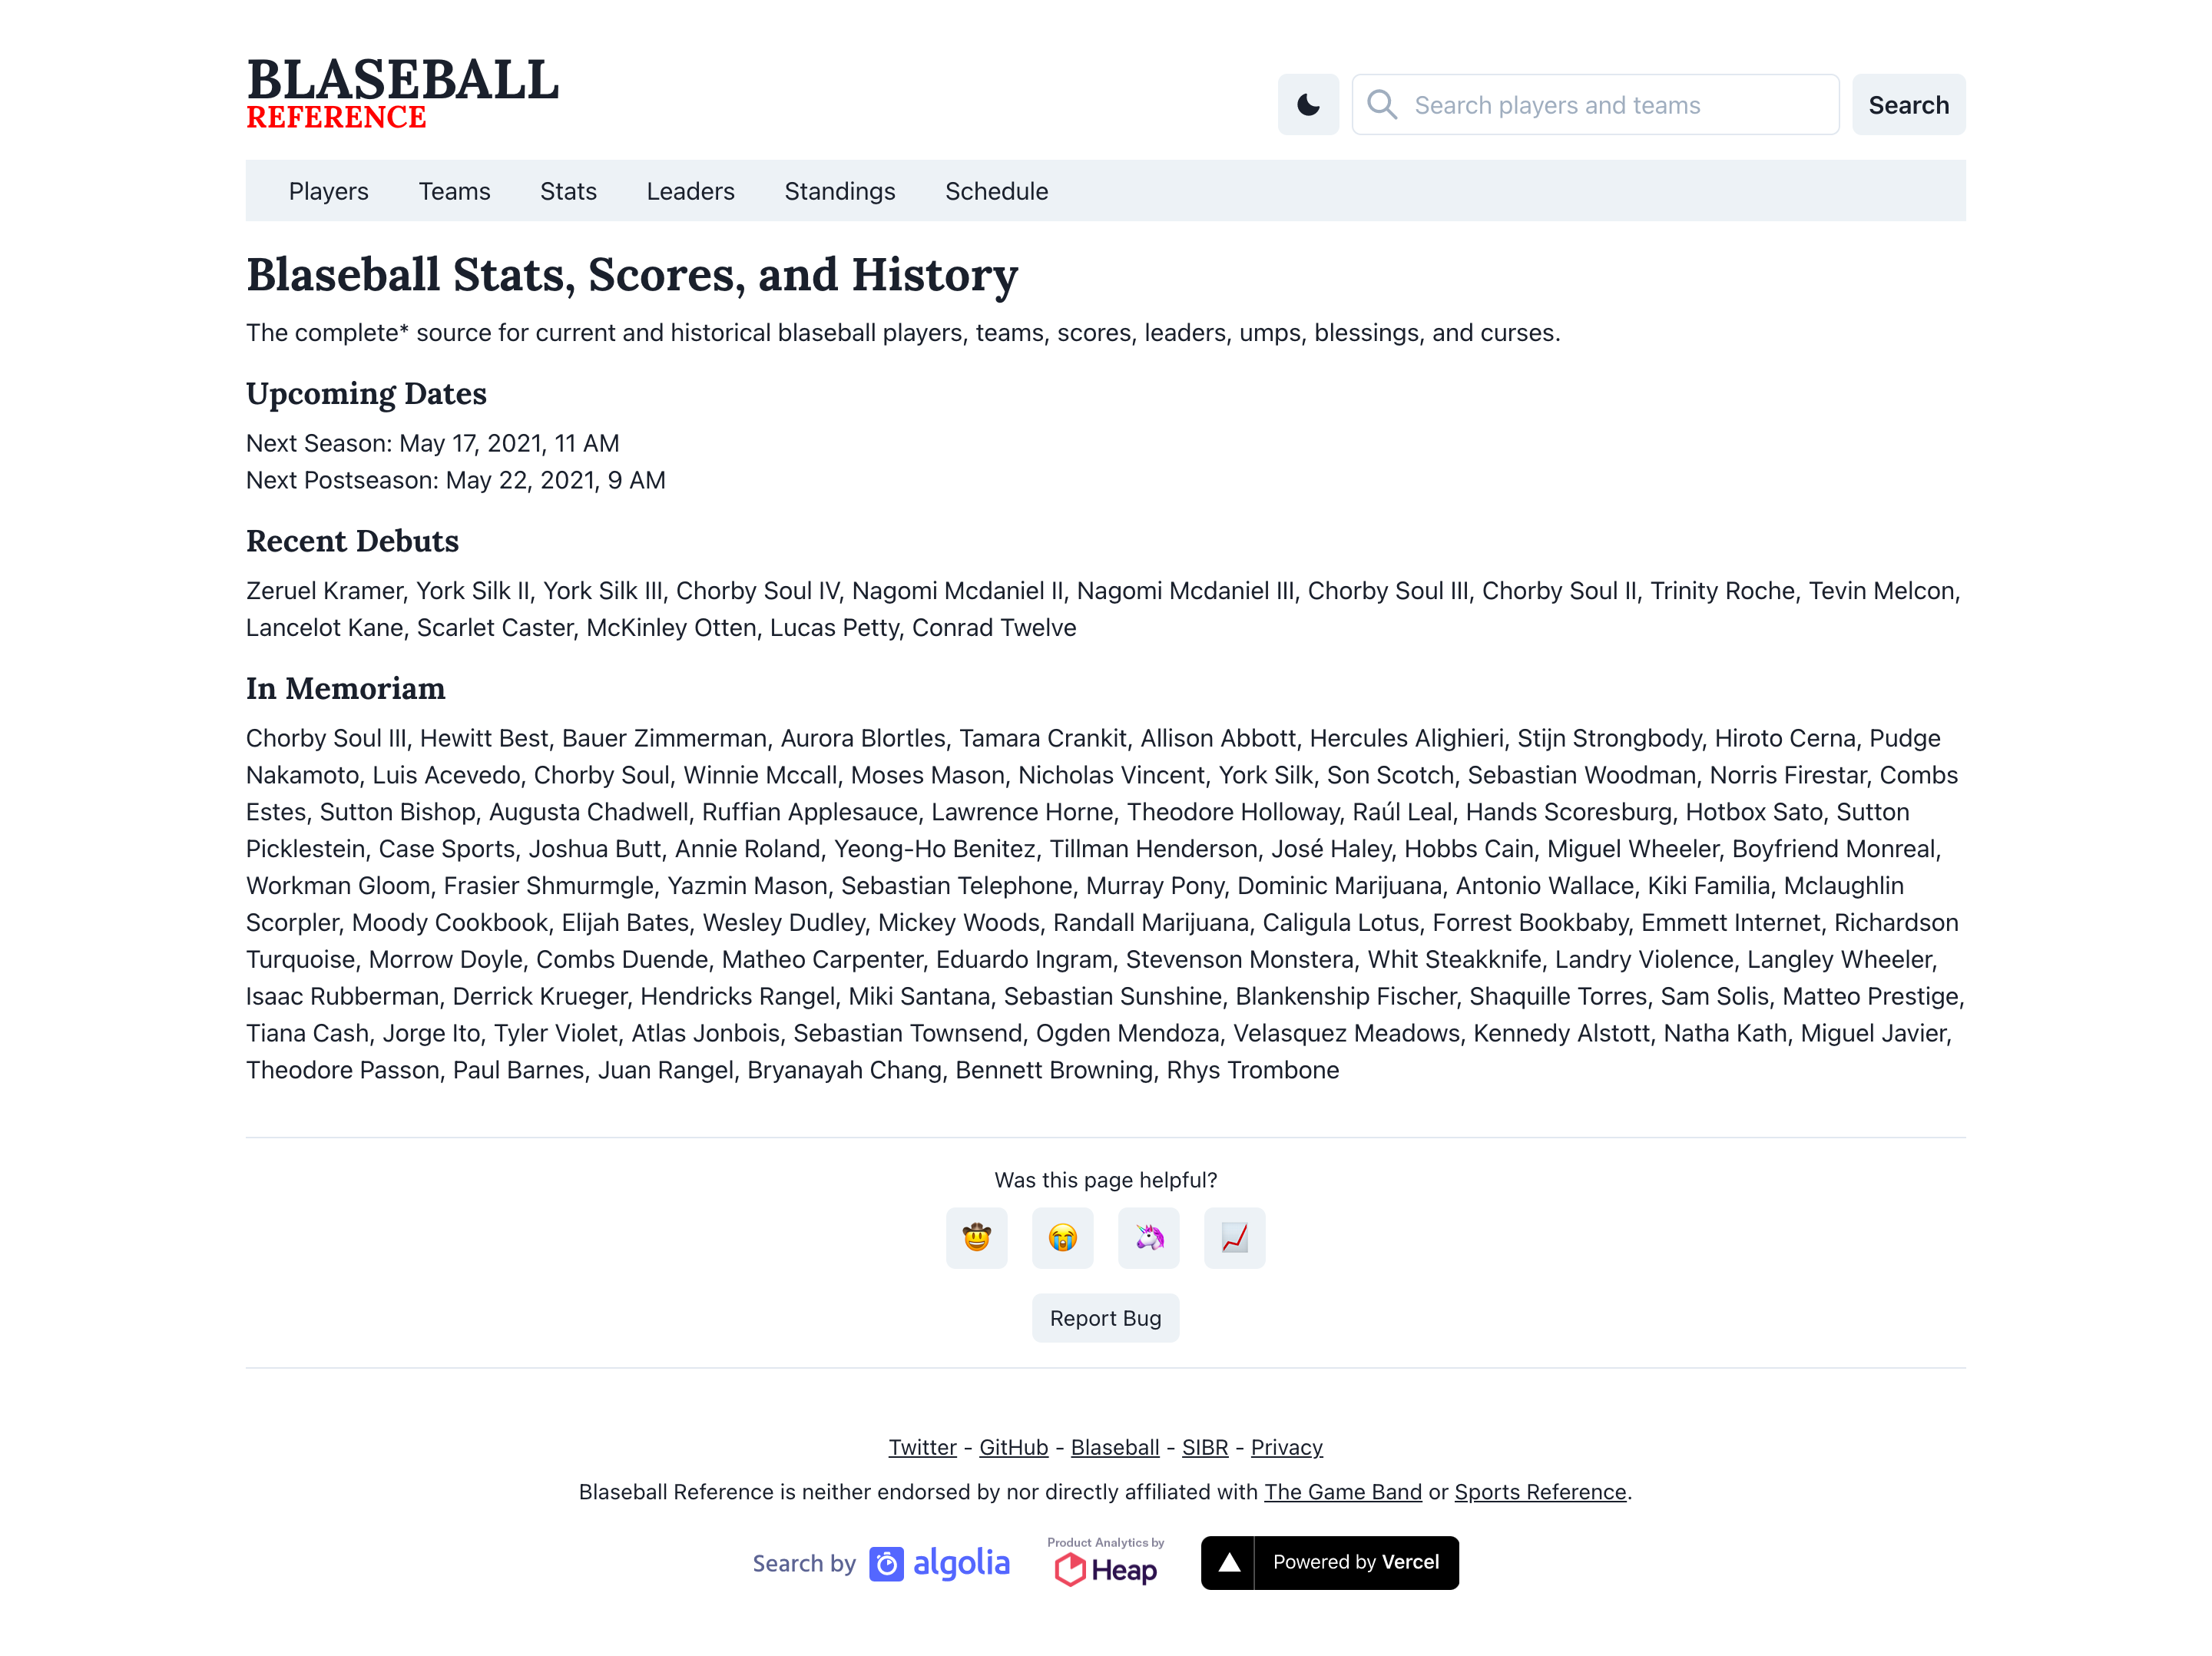 BLASEBALL
REFERENCE
Search players and teams
Search
Players Teams Stats Leaders Standings Schedule
Blaseball Stats, Scores, and History
The complete* source for current and historical blaseball players, teams, scores, leaders, umps, blessings, and curses.
Upcoming Dates
Next Season: May 17, 2021, 11 AM
Next Postseason: May 22, 2021, 9 AM
Recent Debuts
Zeruel Kramer, York Silk II, York Silk III, Chorby Soul IV, Nagomi Mcdaniel II, Nagomi Mcdaniel III, Chorby Soul III, Chorby Soul II, Trinity Roche, Tevin Melcon,
Lancelot Kane, Scarlet Caster, McKinley Otten, Lucas Petty, Conrad Twelve
In Memoriam
Chorby Soul III, Hewitt Best, Bauer Zimmerman, Aurora Blortles, Tamara Crankit, Allison Abbott, Hercules Alighieri, Stijn Strongbody, Hiroto Cerna, Pudge
Nakamoto, Luis Acevedo, Chorby Soul, Winnie Mccall, Moses Mason, Nicholas Vincent, York Silk, Son Scotch, Sebastian Woodman, Norris Firestar, Combs
Estes, Sutton Bishop, Augusta Chadwell, Ruffian Applesauce, Lawrence Horne, Theodore Holloway, Raúl Leal, Hands Scoresburg, Hotbox Sato, Sutton
Picklestein, Case Sports, Joshua Butt, Annie Roland, Yeong-Ho Benitez, Tillman Henderson, José Haley, Hobbs Cain, Miguel Wheeler, Boyfriend Monreal,
Workman Gloom, Frasier Shmurmgle, Yazmin Mason, Sebastian Telephone, Murray Pony, Dominic Marijuana, Antonio Wallace, Kiki Familia, Mclaughlin
Scorpler, Moody Cookbook, Elijah Bates, Wesley Dudley, Mickey Woods, Randall Marijuana, Caligula Lotus, Forrest Bookbaby, Emmett Internet, Richardson
Turquoise, Morrow Doyle, Combs Duende, Matheo Carpenter, Eduardo Ingram, Stevenson Monstera, Whit Steakknife, Landry Violence, Langley Wheeler,
Isaac Rubberman, Derrick Krueger, Hendricks Rangel, Miki Santana, Sebastian Sunshine, Blankenship Fischer, Shaquille Torres, Sam Solis, Matteo Prestige,
Tiana Cash, Jorge Ito, Tyler Violet, Atlas Jonbois, Sebastian Townsend, Ogden Mendoza, Velasquez Meadows, Kennedy Alstott, Natha Kath, Miguel Javier,
Theodore Passon, Paul Barnes, Juan Rangel, Bryanayah Chang, Bennett Browning, Rhys Trombone
Was this page helpful?
Report Bug
Twitter - GitHub - Blaseball - SIBR - Privacy
Blaseball Reference is neither endorsed by nor directly affiliated with The Game Band or Sports Reference.
Search by algolia
Product Analytics by
Heap
Powered by Vercel